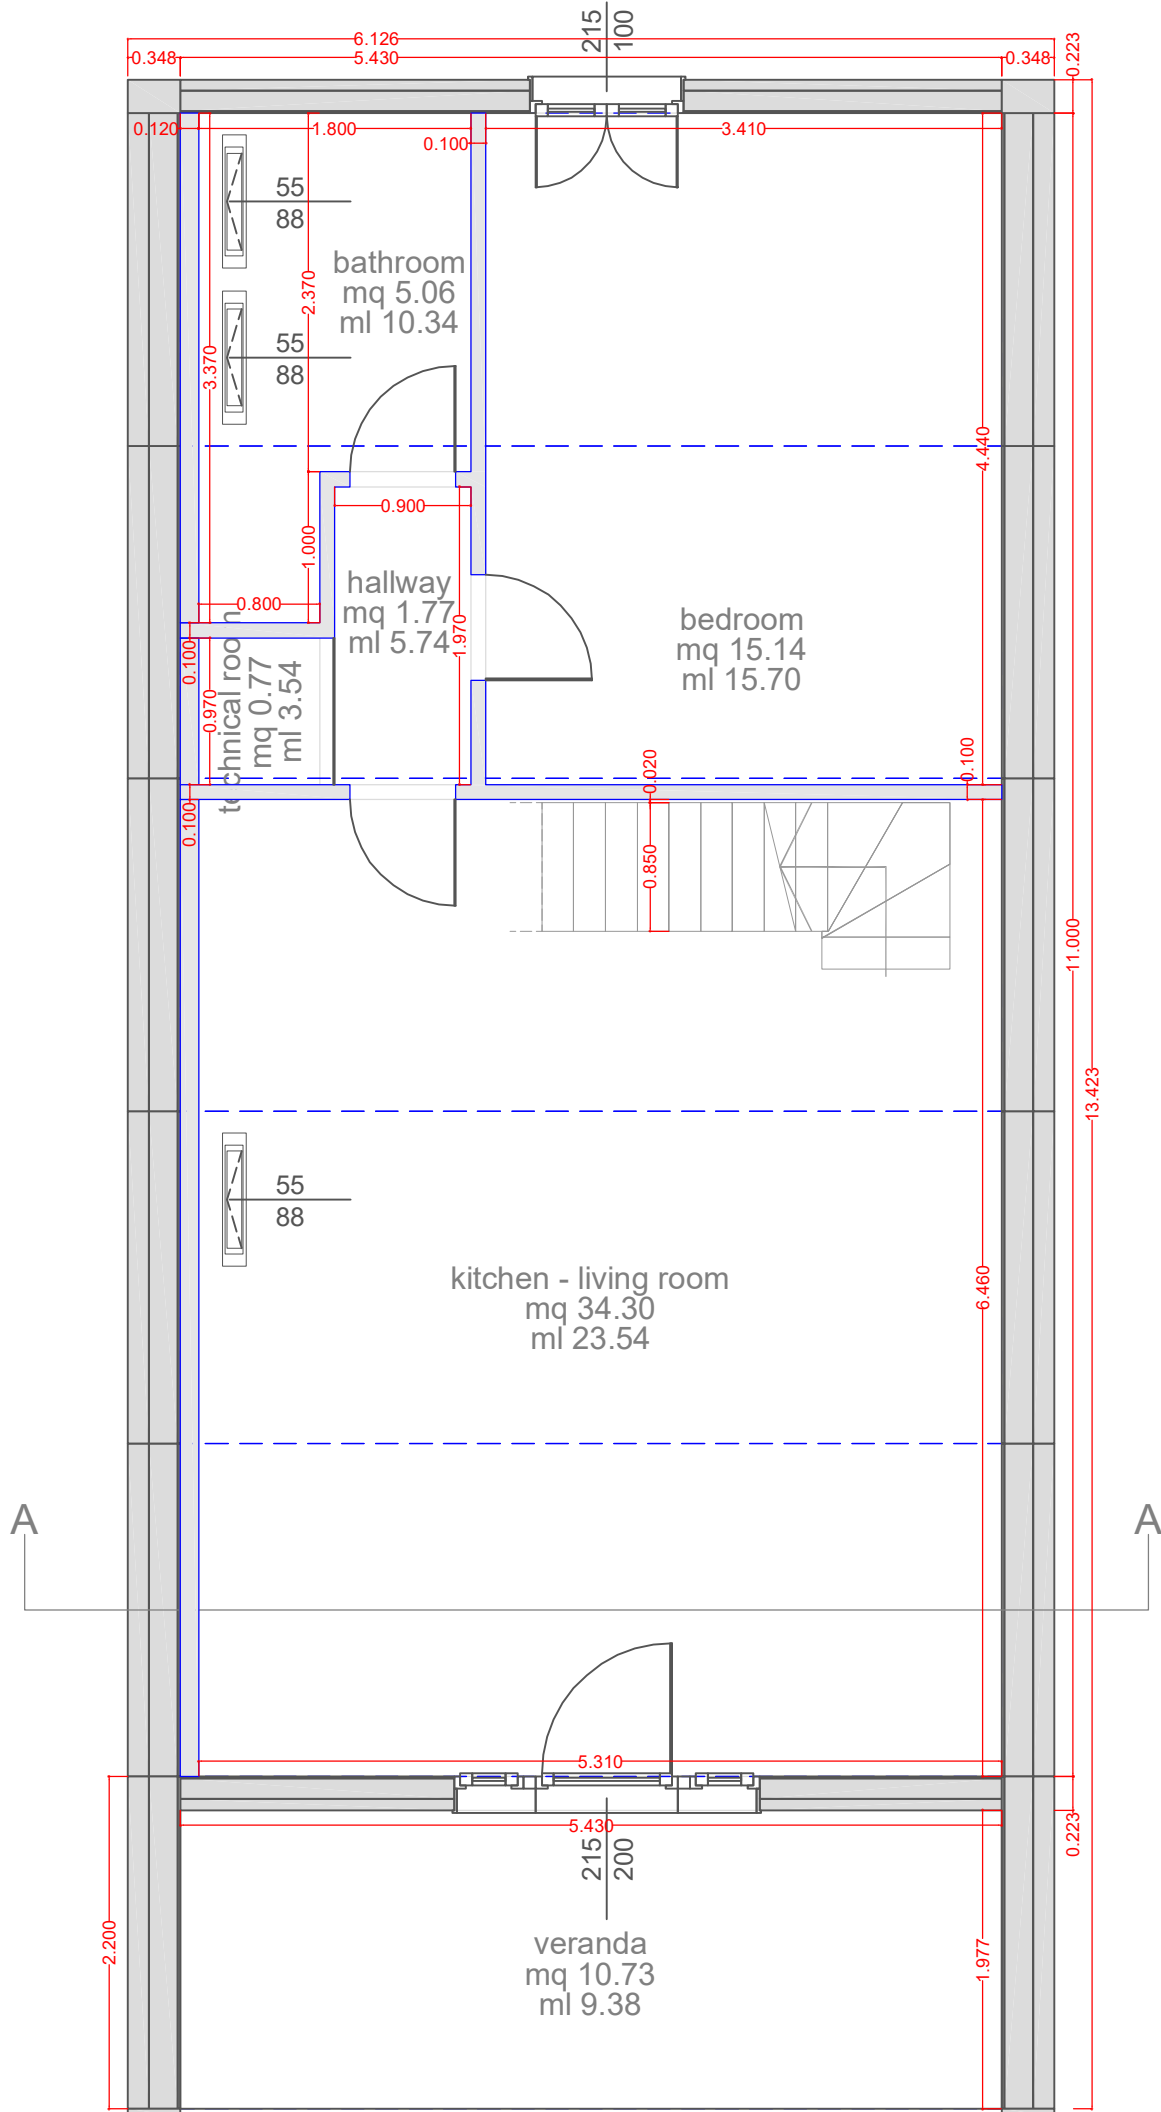 215
100
6.126
0.223
0.348
5.430
0.348
0.120
1.800
3.410
0.100
55
88
bathroom
mq 5.06
ml 10.34
2.370
55
88
3.370
4.440
0.900
1.000
hallway
mq 1.77
ml 5.74
1.970
0.800
bedroom
mq 15.14
ml 15.70
0.100
0.970
technical room
mq 0.77
ml 3.54
0.020
0.100
0.100
0.850
11.000
13.423
55
88
kitchen - living room
mq 34.30
ml 23.54
6.460
A
A
5.310
5.430
215
200
0.223
2.200
1.977
veranda
mq 10.73
ml 9.38